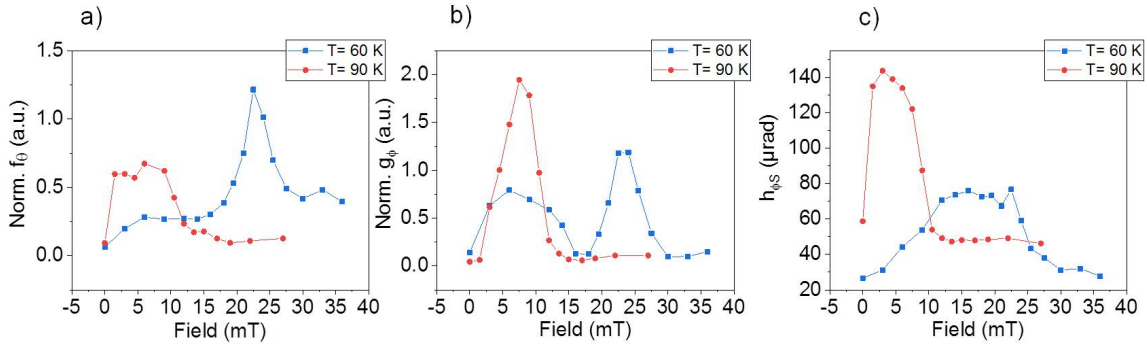 a)
Norm. fθ (a.u.)
1.5
1.0
0.5
0.0
T= 60 K
T= 90 K
-5 0 5 10 15 20 25 30 35 40
Field (mT)
b)
Norm. gϕ (a.u.)
2.0
1.5
1.0
0.5
0.0
T= 60 K
T= 90 K
-5 0 5 10 15 20 25 30 35 40
Field (mT)
c)
hϕS (μrad)
140
120
100
80
60
40
20
T= 60 K
T= 90 K
-5 0 5 10 15 20 25 30 35 40
Field (mT)